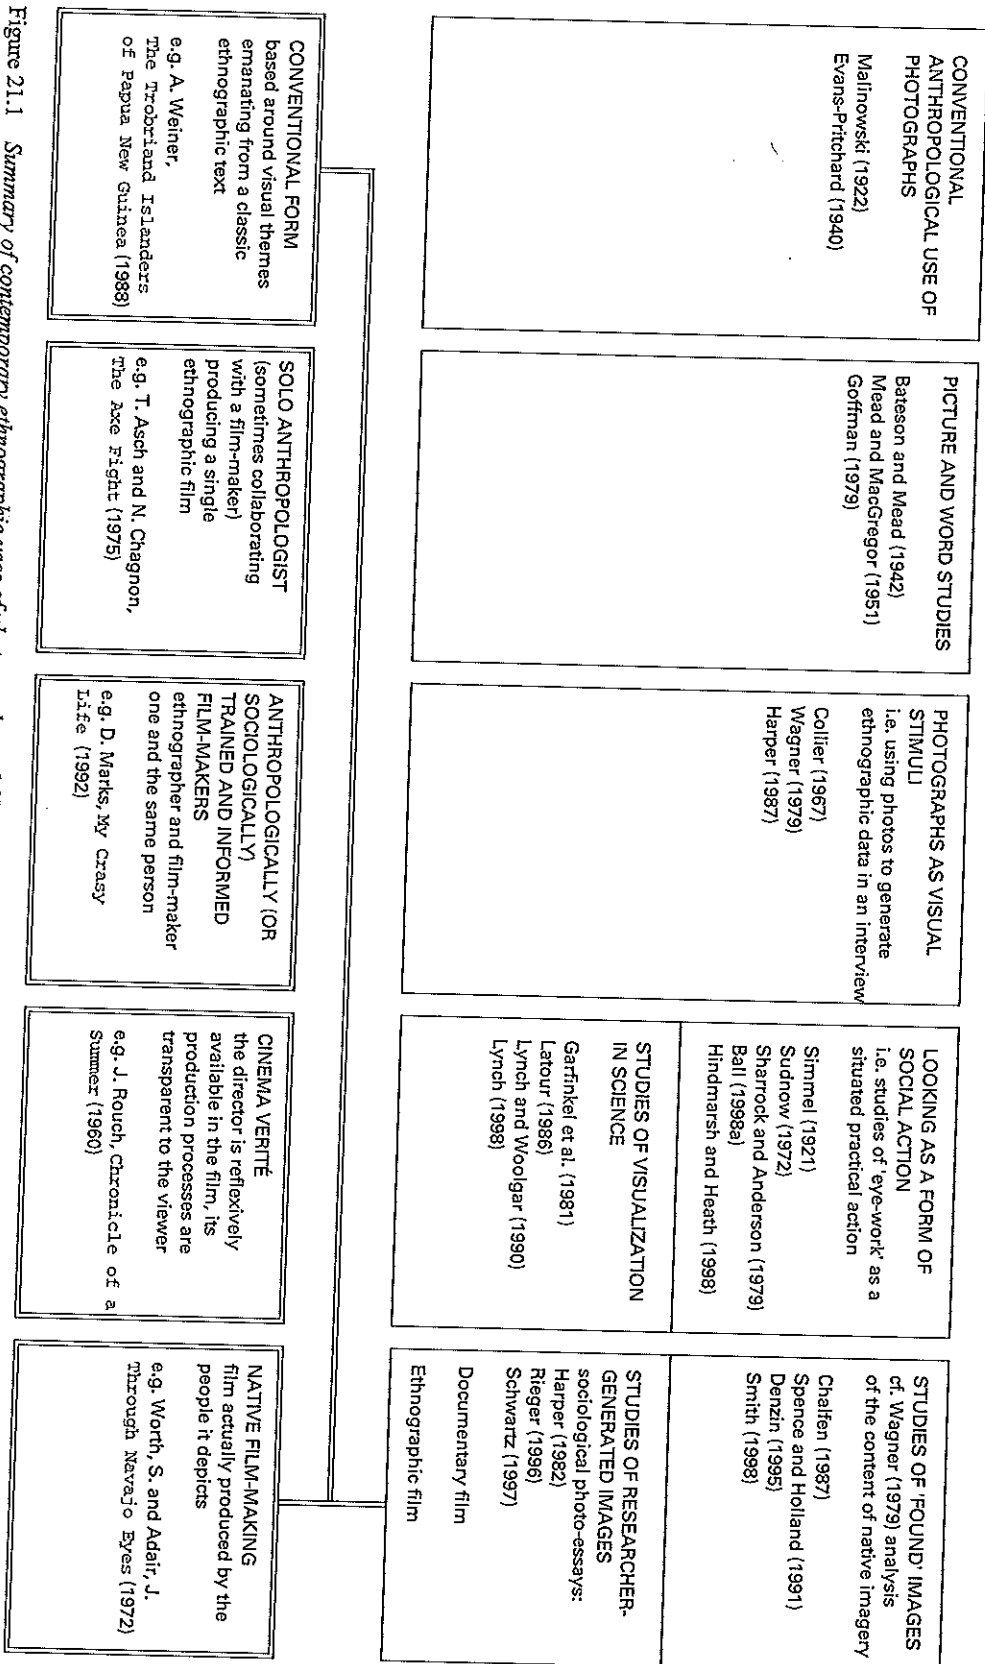 CONVENTIONAL
ANTHROPOLOGICAL USE OF
PHOTOGRAPHS
Malinowski (1922)
Evans-Pritchard (1940)
PICTURE AND WORD STUDIES
Bateson and Mead (1942)
Mead and MacGregor (1951)
Goffman (1979)
PHOTOGRAPHS AS VISUAL
STIMULI
i.e. using photos to generate
ethnographic data in an interview
Collier (1967)
Wagner (1979)
Harper (1987)
LOOKING AS A FORM OF
SOCIAL ACTION
i.e. studies of 'eye-work' as a
situated practical action
Simmel (1921)
Sudnow (1972)
Sharrock and Anderson (1979)
Ball (1998a)
Hindmarsh and Heath (1998)
STUDIES OF VISUALIZATION
IN SCIENCE
Garfinkel et al. (1981)
Latour (1986)
Lynch and Woolgar (1990)
Lynch (1998)
STUDIES OF 'FOUND' IMAGES
cf. Wagner (1979) analysis
of the content of native imagery
Chalfen (1987)
Spence and Holland (1991)
Denzin (1995)
Smith (1998)
STUDIES OF RESEARCHER-
GENERATED IMAGES
sociological photo-essays:
Harper (1982)
Rieger (1996)
Schwartz (1997)
Documentary film
Ethnographic film
CONVENTIONAL FORM
based around visual themes
emanating from a classic
ethnographic text
e.g. A. Weiner,
The Trobriand Islanders
of Papua New Guinea (1988)
SOLO ANTHROPOLOGIST
(sometimes collaborating
with a film-maker)
producing a single
ethnographic film
e.g. T. Asch and N. Chagnon,
The Axe Fight (1975)
ANTHROPOLOGICALLY (OR
SOCIOLOGICALLY)
TRAINED AND INFORMED
FILM-MAKERS
ethnographer and film-maker
one and the same person
e.g. D. Marks, My Crasy
Life (1992)
CINEMA VERITÉ
the director is reflexively
available in the film, its
production processes are
transparent to the viewer
e.g. J. Rouch, Chronicle of a
Summer (1960)
NATIVE FILM-MAKING
film actually produced by the
people it depicts
e.g. Worth, S. and Adair, J.
Through Navajo Eyes (1972)
Figure 21.1 Summary of contemporary ethnographic uses of